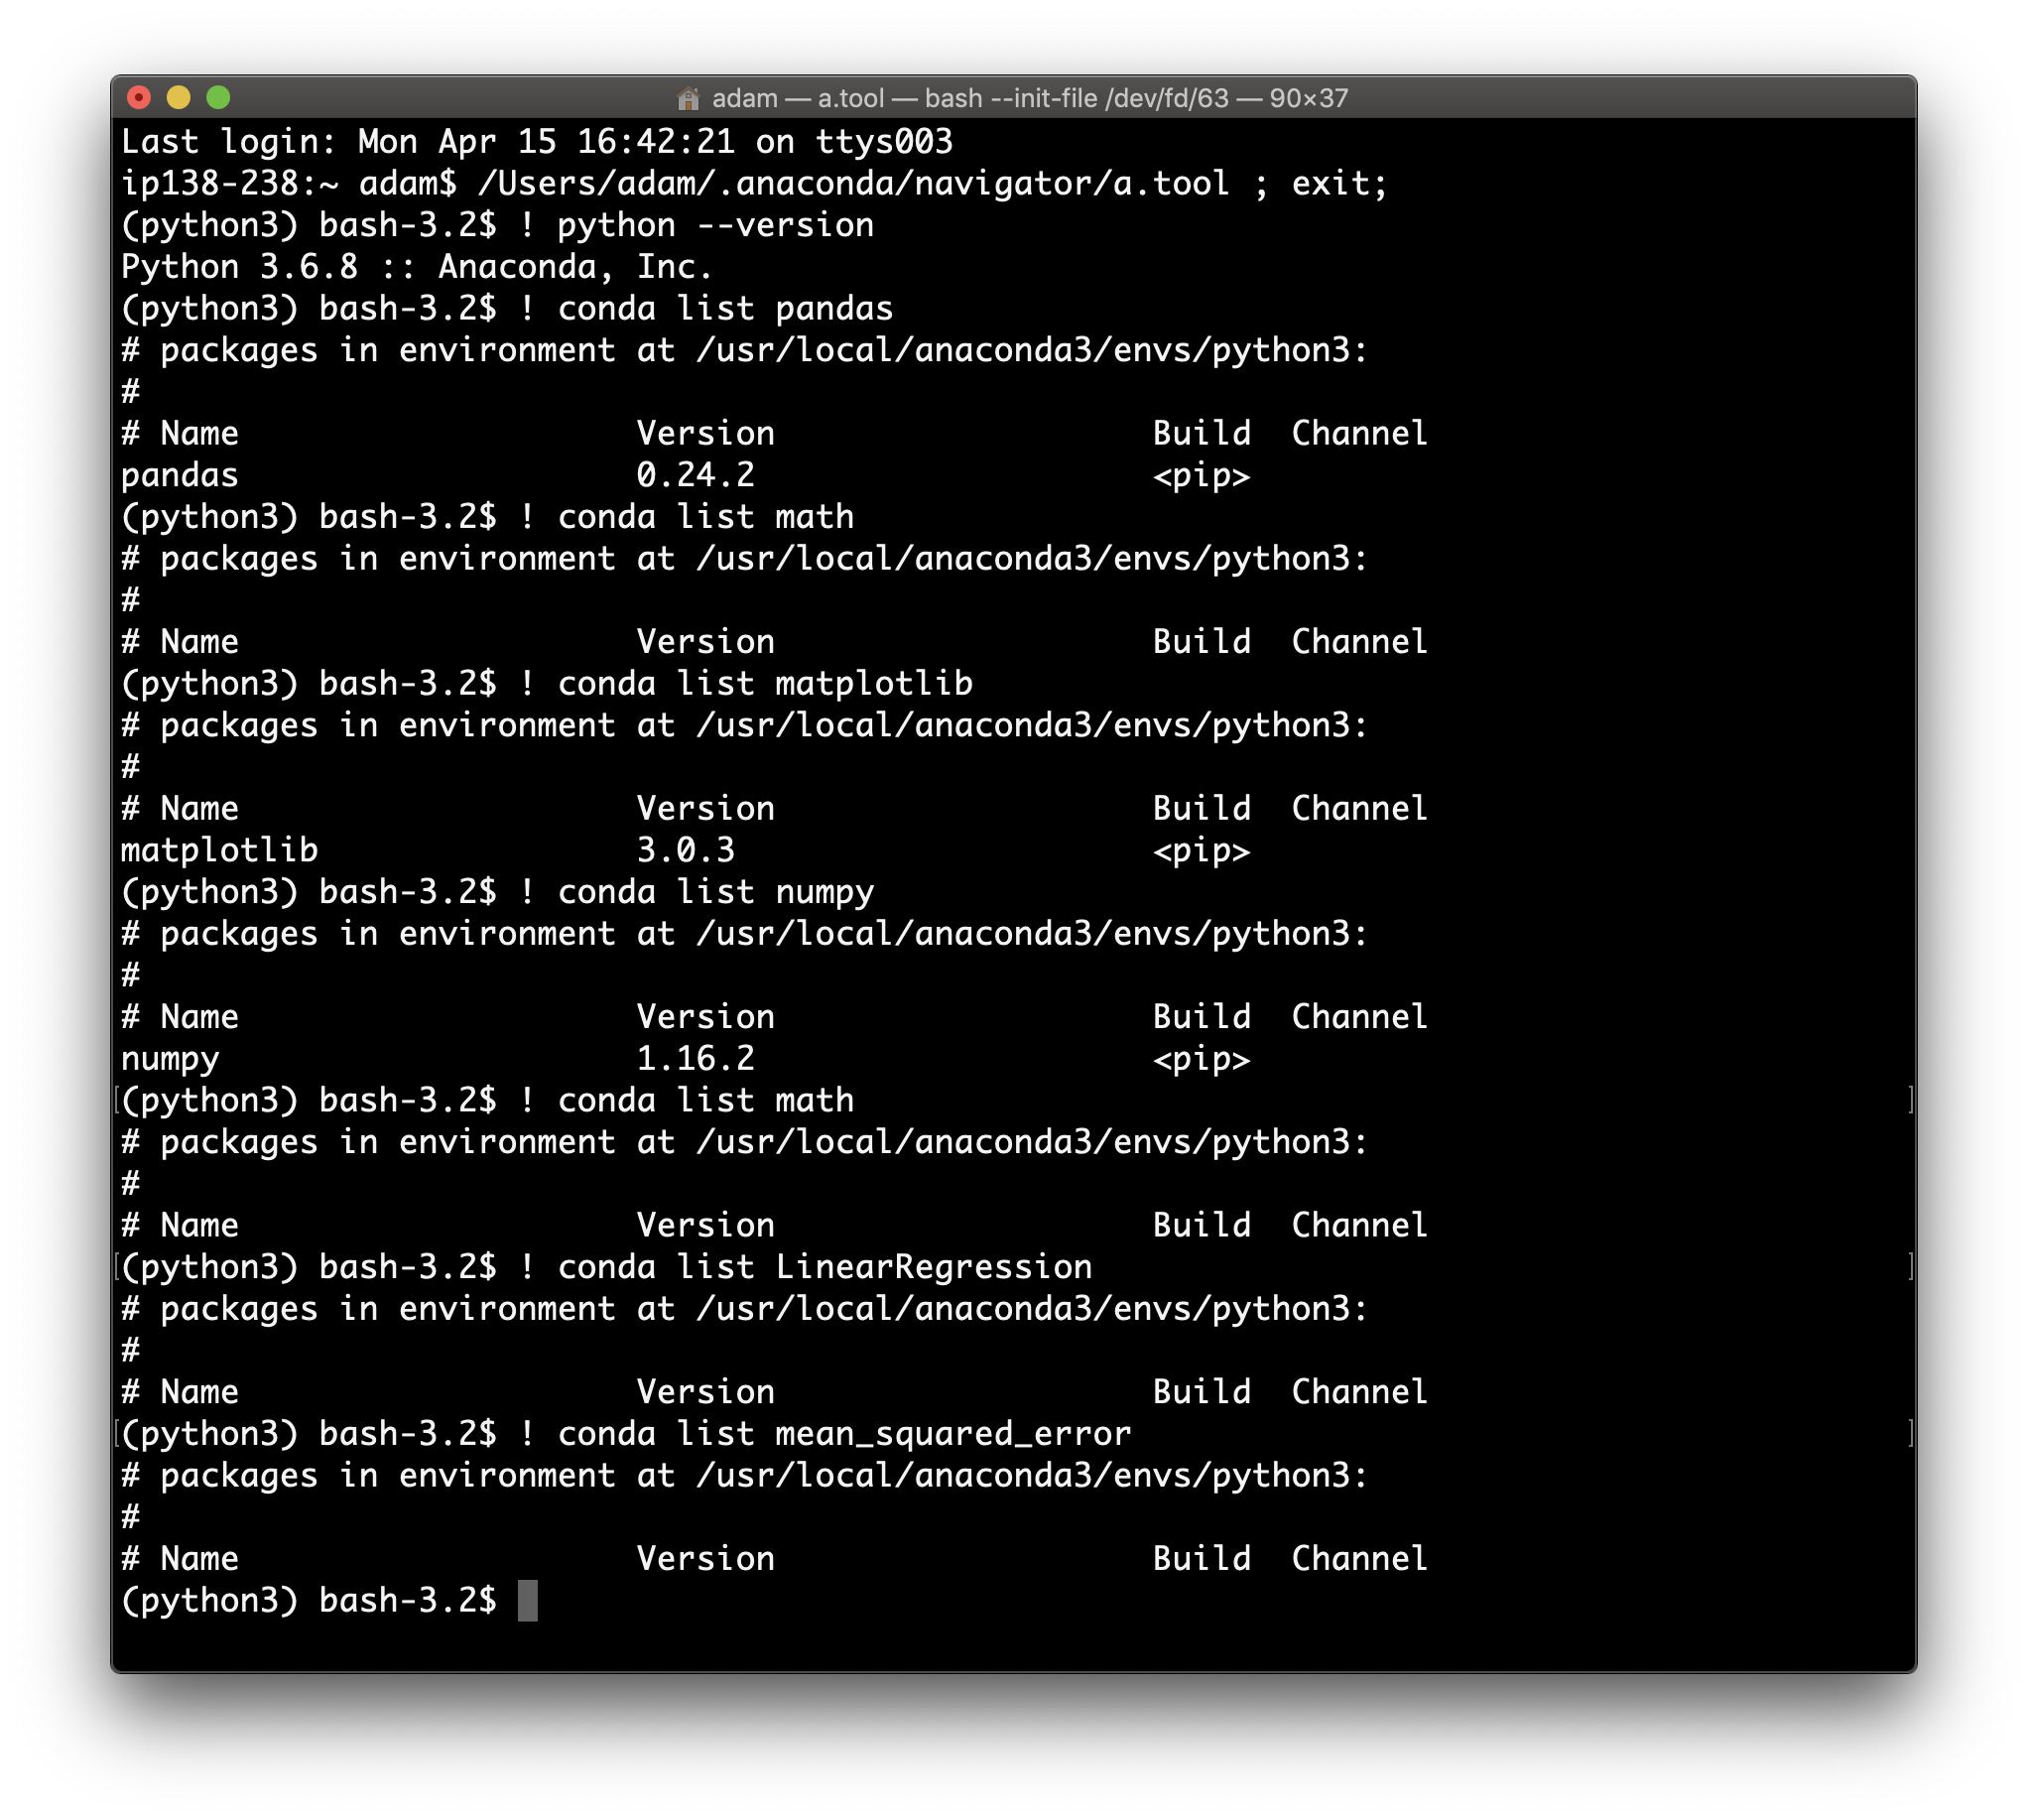 adam — a.tool — bash --init-file /dev/fd/63 — 90×37
Last login: Mon Apr 15 16:42:21 on ttys003
ip138-238:~ adam$ /Users/adam/.anaconda/navigator/a.tool ; exit;
(python3) bash-3.2$ ! python --version
Python 3.6.8 :: Anaconda, Inc.
(python3) bash-3.2$ ! conda list pandas
# packages in environment at /usr/local/anaconda3/envs/python3:
#
# Name                    Version                   Build  Channel
pandas                    0.24.2                    <pip>
(python3) bash-3.2$ ! conda list math
# packages in environment at /usr/local/anaconda3/envs/python3:
#
# Name                    Version                   Build  Channel
(python3) bash-3.2$ ! conda list matplotlib
# packages in environment at /usr/local/anaconda3/envs/python3:
#
# Name                    Version                   Build  Channel
matplotlib                3.0.3                     <pip>
(python3) bash-3.2$ ! conda list numpy
# packages in environment at /usr/local/anaconda3/envs/python3:
#
# Name                    Version                   Build  Channel
numpy                     1.16.2                    <pip>
[(python3) bash-3.2$ ! conda list math ]
# packages in environment at /usr/local/anaconda3/envs/python3:
#
# Name                    Version                   Build  Channel
[(python3) bash-3.2$ ! conda list LinearRegression ]
# packages in environment at /usr/local/anaconda3/envs/python3:
#
# Name                    Version                   Build  Channel
[(python3) bash-3.2$ ! conda list mean_squared_error ]
# packages in environment at /usr/local/anaconda3/envs/python3:
#
# Name                    Version                   Build  Channel
(python3) bash-3.2$